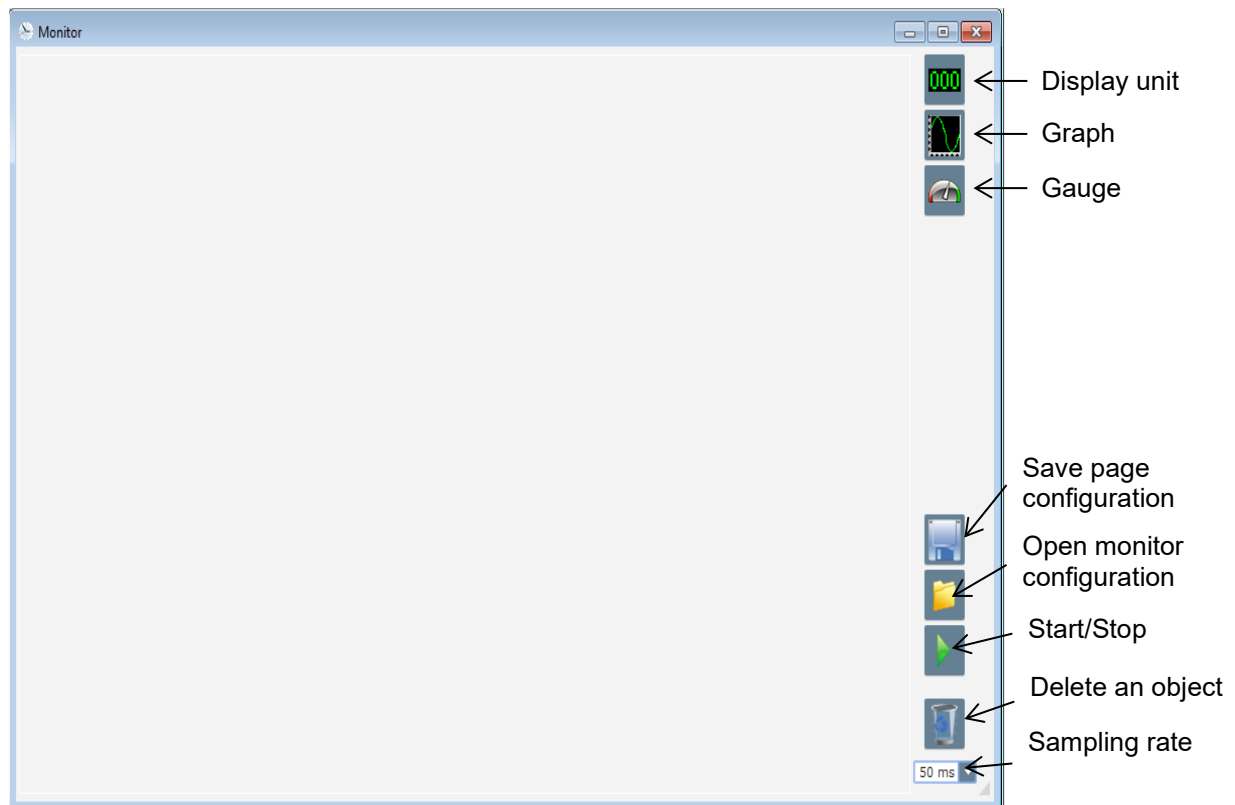 Monitor
000
Display unit
Graph
Gauge
Save page
configuration
Open monitor
configuration
Start/Stop
Delete an object
Sampling rate
50 ms